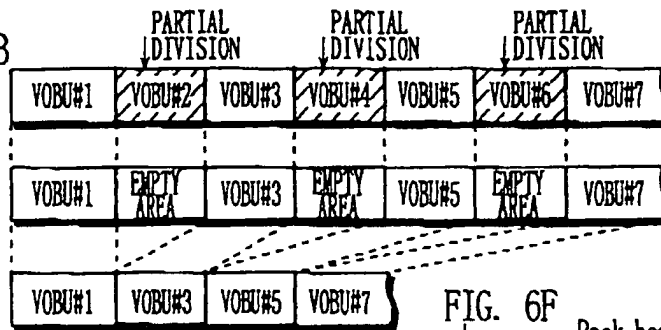 PARTIAL DIVISION PARTIAL DIVISION PARTIAL DIVISION
B
VOBU#1 VOBU#2 VOBU#3 VOBU#4 VOBU#5 VOBU#6 VOBU#7
VOBU#1 EMPTY AREA VOBU#3 EMPTY AREA VOBU#5 EMPTY AREA VOBU#7
VOBU#1 VOBU#3 VOBU#5 VOBU#7
FIG. 6F